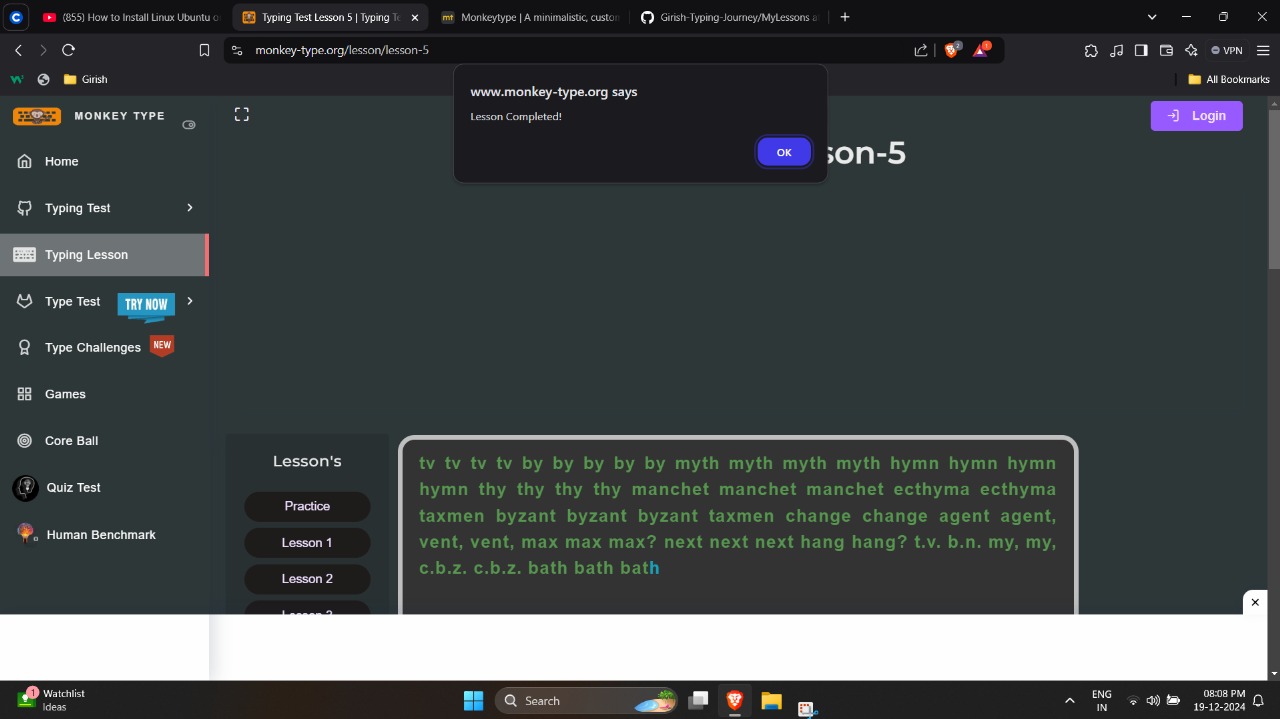 (855) How to Install Linux Ubuntu o
Typing Test Lesson 5 | Typing Te
Monkeytype | A minimalistic, custon
Girish-Typing-Journey/MyLessons a
monkey-type.org/lesson/lesson-5
2
1
VPN
Girish
All Bookmarks
www.monkey-type.org says
Lesson Completed!
OK
MONKEY TYPE
Login
son-5
Home
Typing Test
Typing Lesson
Type Test
TRY NOW
Type Challenges
NEW
Games
Core Ball
Quiz Test
Human Benchmark
Lesson's
Practice
Lesson 1
Lesson 2
tv tv tv tv by by by by by myth myth myth myth hymn hymn hymn
hymn thy thy thy thy manchet manchet manchet ecthyma ecthyma
taxmen byzant byzant byzant taxmen change change agent agent,
vent, vent, max max max? next next next hang hang? t.v. b.n. my, my,
c.b.z. c.b.z. bath bath bath
1
Watchlist
Ideas
Search
ENG
IN
08:08 PM
19-12-2024